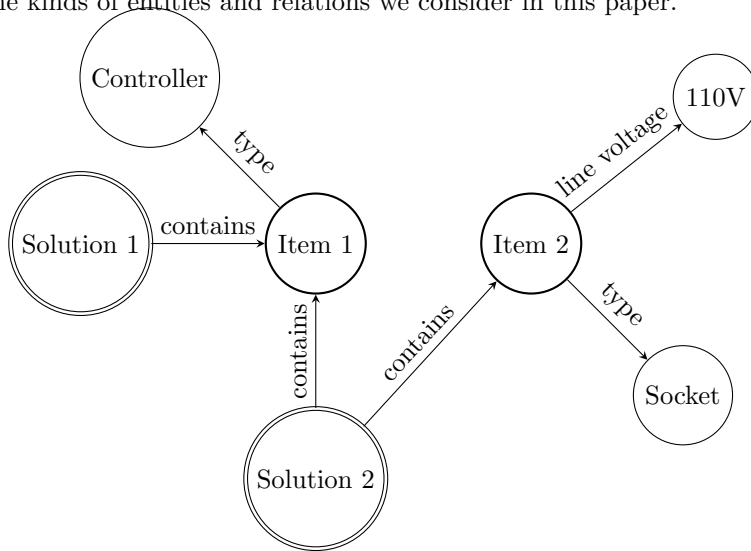 he kinds of entities and relations we consider in this paper.
Controller
110V
type
line voltage
Solution 1
contains
Item 1
Item 2
contains
contains
type
Socket
Solution 2